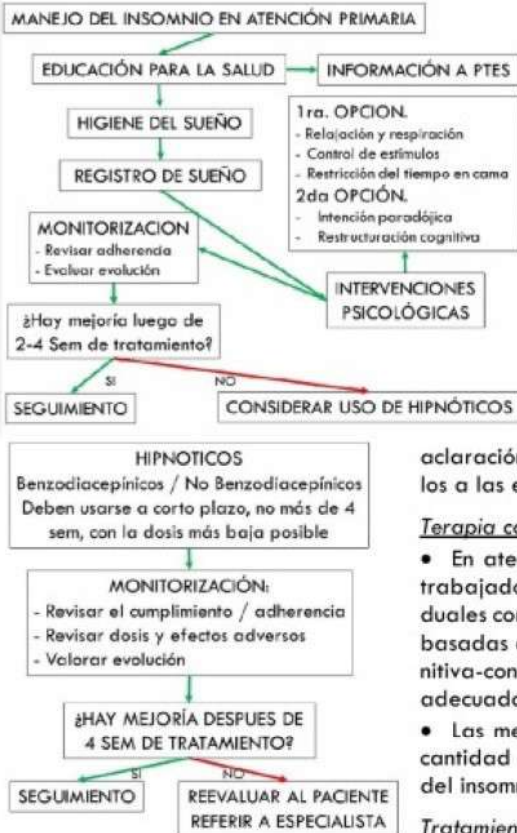 MANEJO DEL INSOMNIO EN ATENCIÓN PRIMARIA
EDUCACIÓN PARA LA SALUD
INFORMACIÓN A PTES
HIGIENE DEL SUEÑO
REGISTRO DE SUEÑO
1ra. OPCION.
- Relajación y respiración
- Control de estímulos
- Restricción del tiempo en cama
2da OPCIÓN.
- Intención paradójica
- Restructuración cognitiva
MONITORIZACION
- Revisar adherencia
- Evaluar evolución
INTERVENCIONES
PSICOLÓGICAS
¿Hay mejoría luego de
2-4 Sem de tratamiento?
SI
NO
SEGUIMIENTO
CONSIDERAR USO DE HIPNÓTICOS
HIPNOTICOS
Benzodiacepínicos / No Benzodiacepínicos
Deben usarse a corto plazo, no más de 4
sem, con la dosis más baja posible
MONITORIZACIÓN:
- Revisar el cumplimiento / adherencia
- Revisar dosis y efectos adversos
- Valorar evolución
¿HAY MEJORÍA DESPUES DE
4 SEM DE TRATAMIENTO?
SI
NO
SEGUIMIENTO
REEVALUAR AL PACIENTE
REFERIR A ESPECIALISTA
aclaración
los a las e
Terapia co
• En ate
trabajado
duales con
basadas
nitiva-con
adecuado
• Las me
cantidad
del insomn
Tratamien